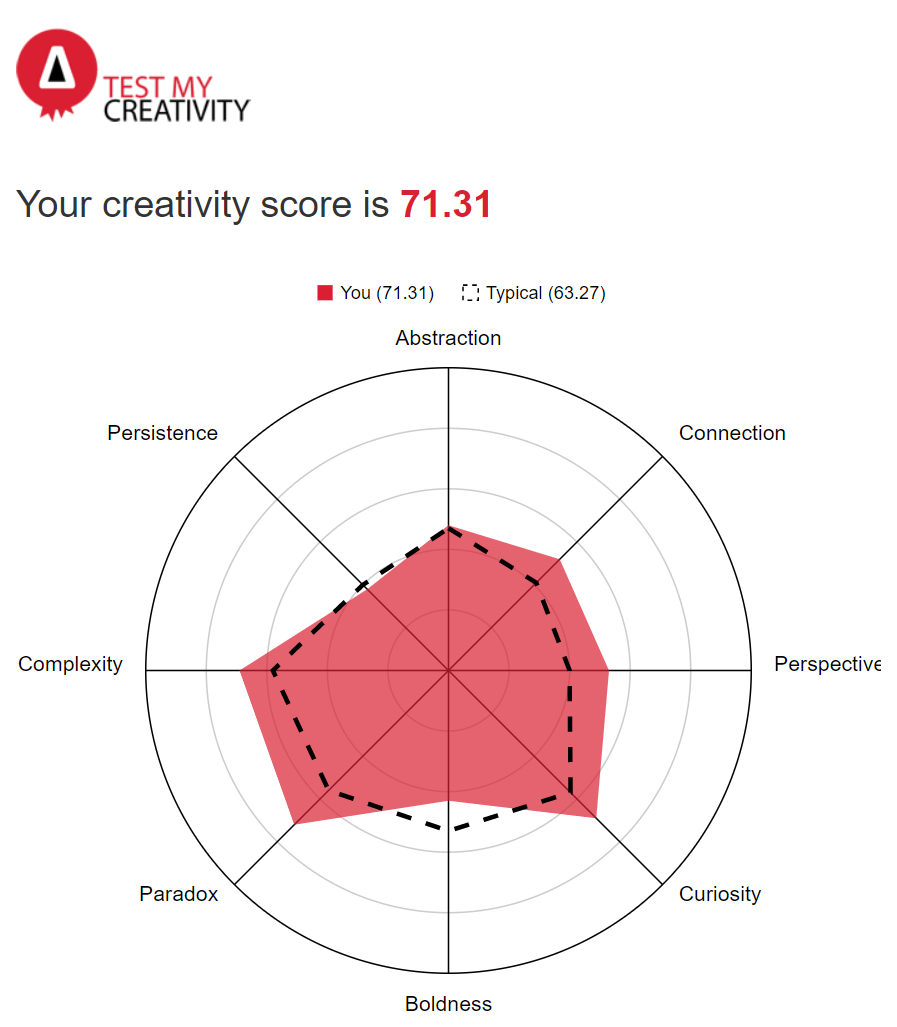 TEST MY
CREATIVITY
Your creativity score is 71.31
You (71.31) Typical (63.27)
Abstraction
Persistence
Connection
Complexity
Perspective
Paradox
Curiosity
Boldness